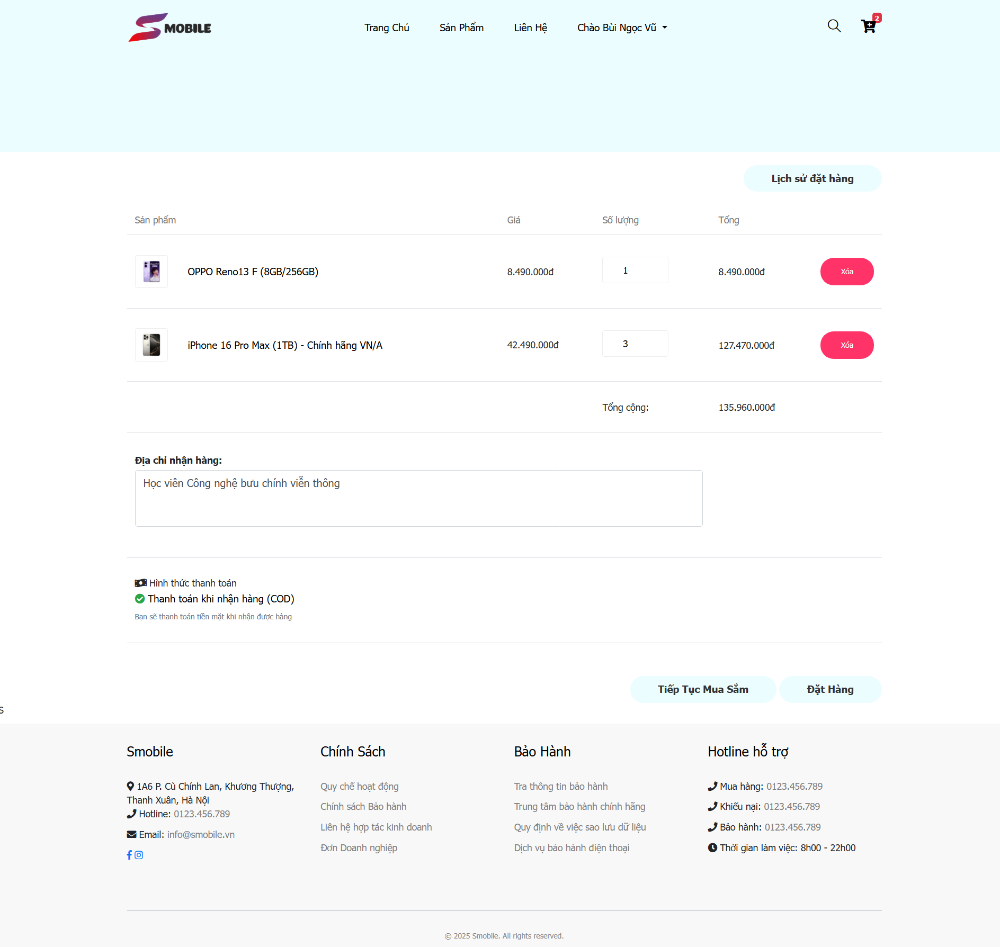 S MOBILE
Trang Chủ Sản Phẩm Liên Hệ Chào Bùi Ngọc Vũ 2
Lịch sử đặt hàng
Sản phẩm Giá Số lượng Tổng
OPPO Reno13 F (8GB/256GB) 8.490.000đ 1 8.490.000đ Xóa
iPhone 16 Pro Max (1TB) - Chính hãng VN/A 42.490.000đ 3 127.470.000đ Xóa
Tổng cộng: 135.960.000đ
Địa chỉ nhận hàng:
Học viên Công nghệ bưu chính viễn thông
Hình thức thanh toán
Thanh toán khi nhận hàng (COD)
Bạn sẽ thanh toán tiền mặt khi nhận được hàng
Tiếp Tục Mua Sắm Đặt Hàng
s
Smobile
1A6 P. Cù Chính Lan, Khương Thượng,
Thanh Xuân, Hà Nội
Hotline: 0123.456.789
Email: info@smobile.vn
Chính Sách
Quy chế hoạt động
Chính sách Bảo hành
Liên hệ hợp tác kinh doanh
Đơn Doanh nghiệp
Bảo Hành
Tra thông tin bảo hành
Trung tâm bảo hành chính hãng
Quy định về việc sao lưu dữ liệu
Dịch vụ bảo hành điện thoại
Hotline hỗ trợ
Mua hàng: 0123.456.789
Khiếu nại: 0123.456.789
Bảo hành: 0123.456.789
Thời gian làm việc: 8h00 - 22h00
© 2025 Smobile. All rights reserved.